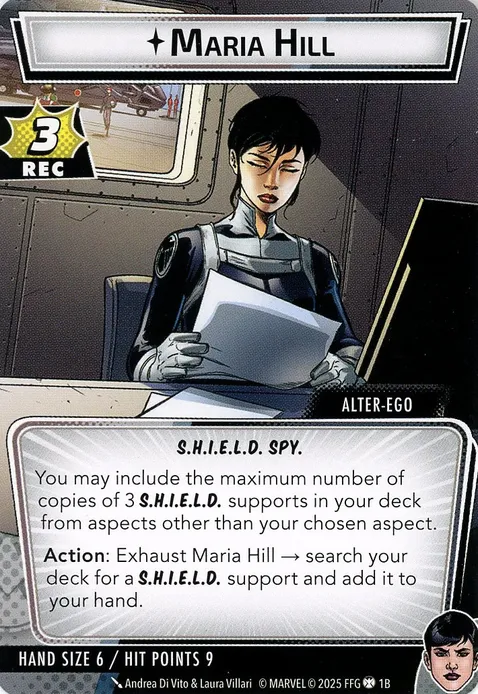 Maria Hill
3
REC
ALTER-EGO
S.H.I.E.L.D. SPY.
You may include the maximum number of
copies of 3 S.H.I.E.L.D. supports in your deck
from aspects other than your chosen aspect.
Action: Exhaust Maria Hill → search your
deck for a S.H.I.E.L.D. support and add it to
your hand.
HAND SIZE 6 / HIT POINTS 9
Andrea Di Vito & Laura Villari © MARVEL © 2025 FFG 1B